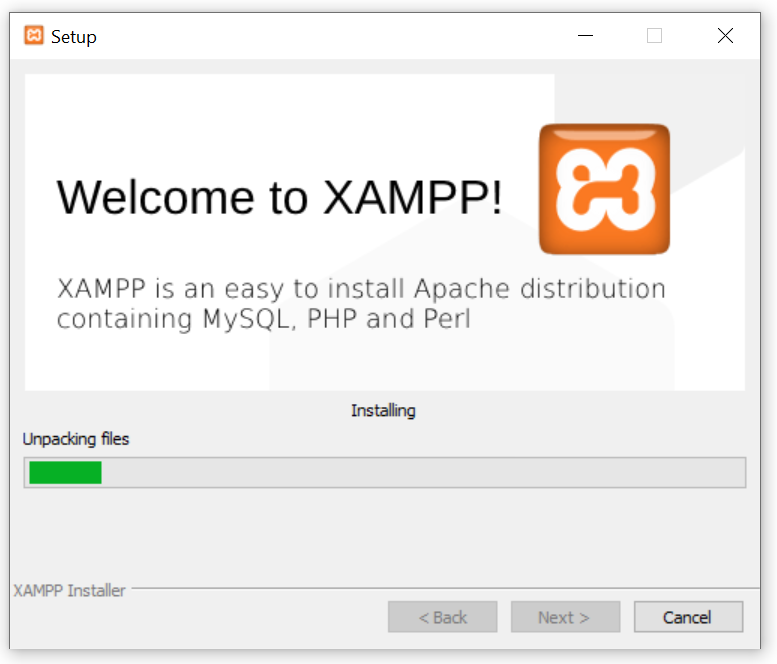 Setup
Welcome to XAMPP!
XAMPP is an easy to install Apache distribution
containing MySQL, PHP and Perl
Installing
Unpacking files
XAMPP Installer
< Back
Next >
Cancel